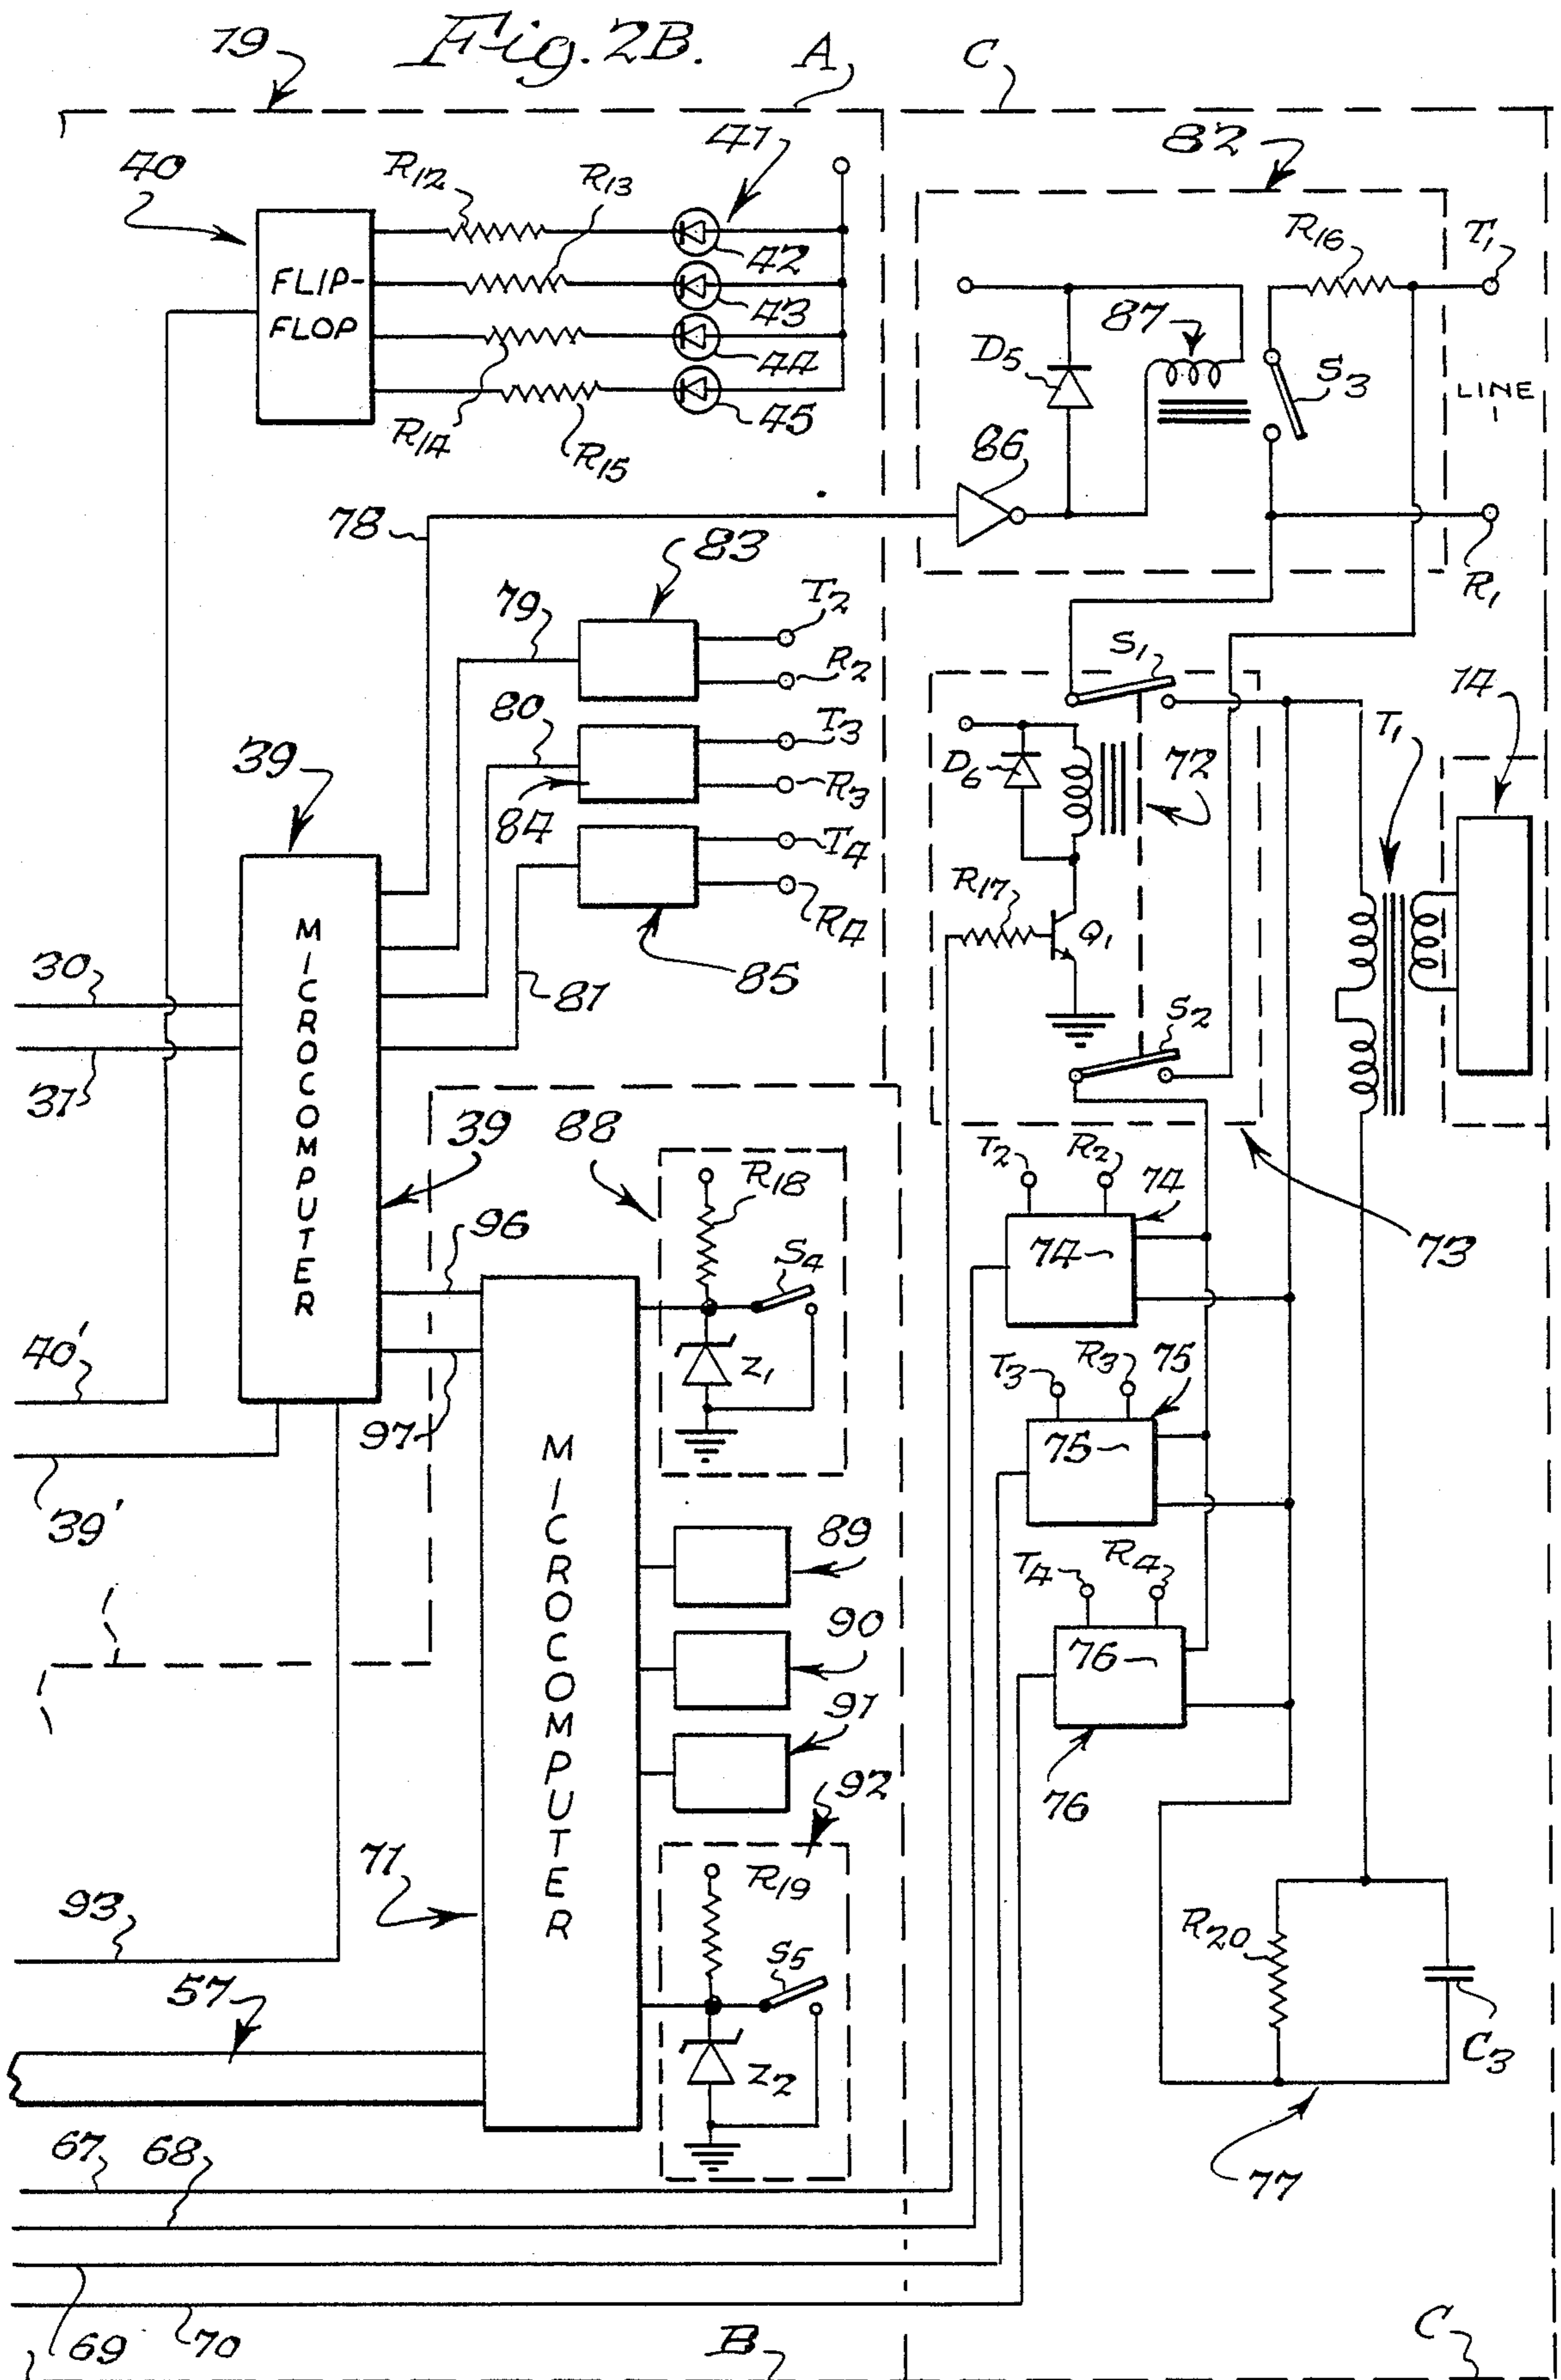 19 Fig. 2B. A C
82
41
40 R12 R13 R16 T1
FLIP-
FLOP
42
43
44
45
R14 R15
D5 87 S3
LINE
1
86
R1
78
83
79 T2
R2
80 T3
R3
84
T4
R4
85
81
39
MICROCOMPUTER
30
37
S1
D6 72
T1 14
R17 Q1
S2
39
88
R18
S4
Z1
96
97
40'
39'
T2 R2 74
74
73
T3 R3 75
75
T4 R4
76
76
MICROCOMPUTER
89
90
91
92
71
R19
S5
Z2
93
57
R20
C3
77
67 68
69 70
B
C